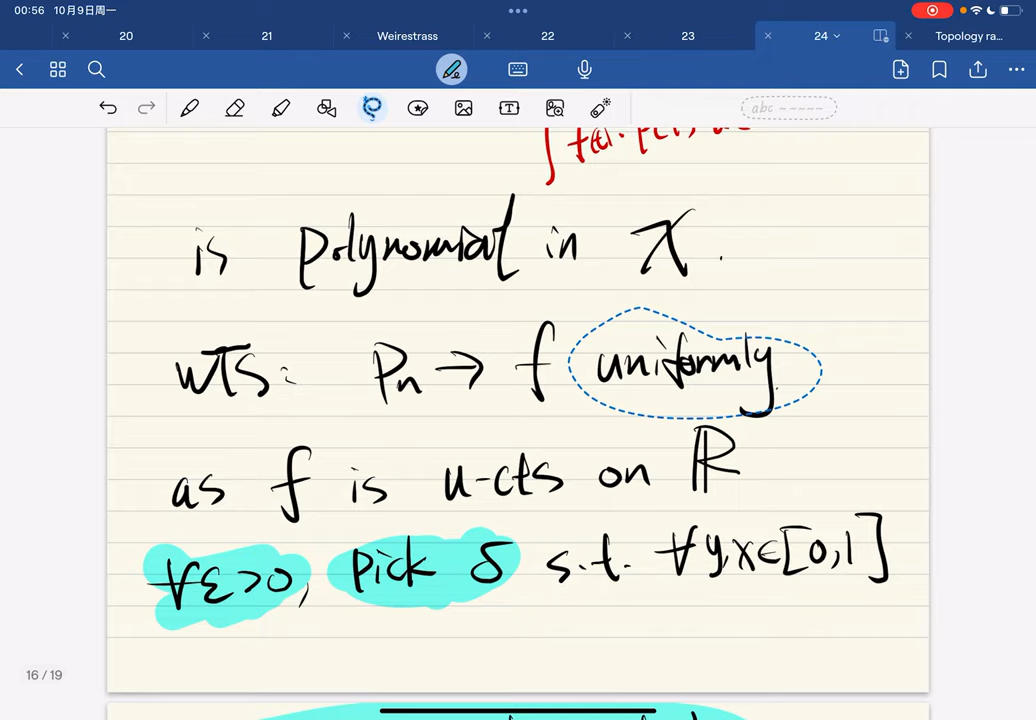 00:56 10月9日周一
20 21 Weirestrass 22 23 24 Topology ra...
abc
is polynomial in x.
WTS: Pn → f uniformly
as f is u-cts on ℝ
∀ε>0, pick δ s.t. ∀y,x∈[0,1]
16 / 19